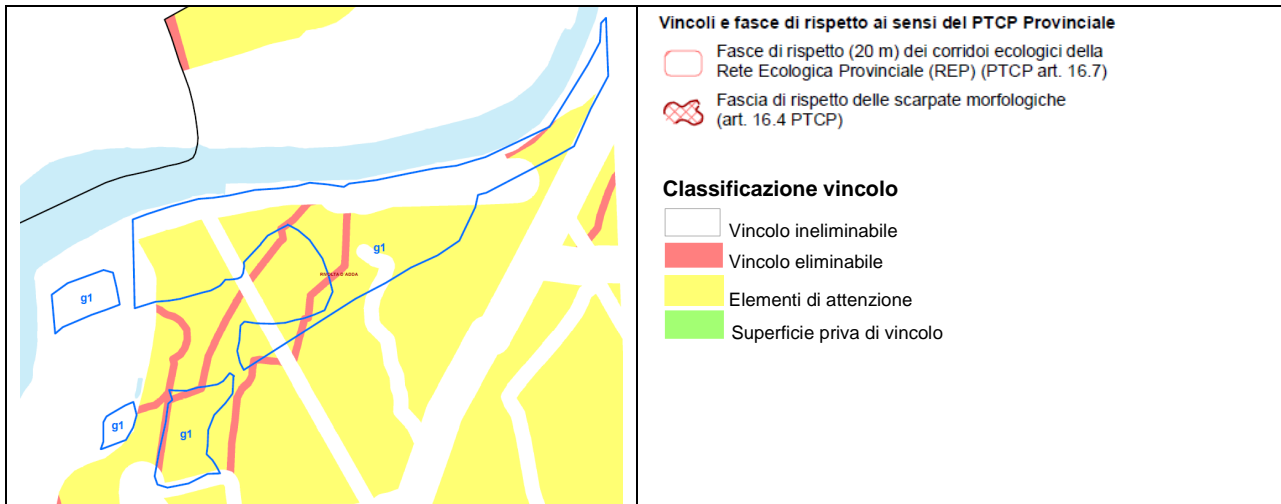 g1
g1
RIVOLTA D ADDA
g1
g1
Vincoli e fasce di rispetto ai sensi del PTCP Provinciale
Fasce di rispetto (20 m) dei corridoi ecologici della
Rete Ecologica Provinciale (REP) (PTCP art. 16.7)
Fascia di rispetto delle scarpate morfologiche
(art. 16.4 PTCP)
Classificazione vincolo
Vincolo ineliminabile
Vincolo eliminabile
Elementi di attenzione
Superficie priva di vincolo